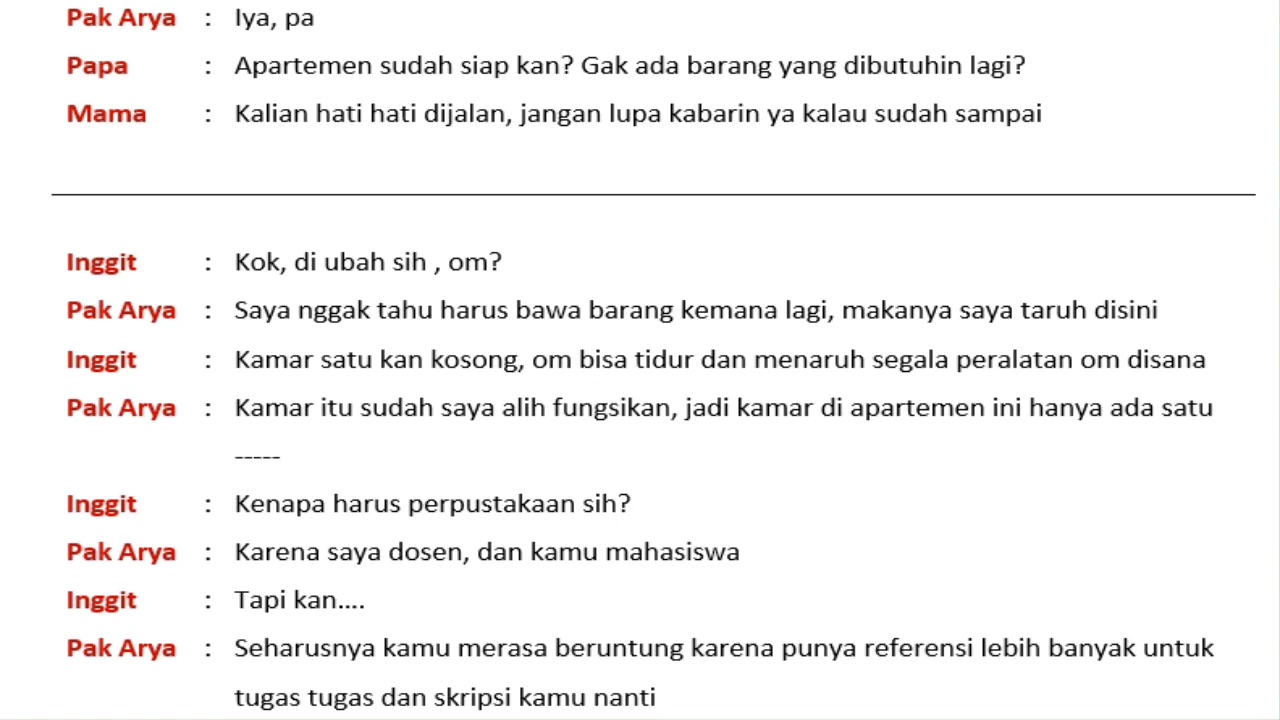 Pak Arya : Iya, pa
Papa : Apartemen sudah siap kan? Gak ada barang yang dibutuhin lagi?
Mama : Kalian hati hati dijalan, jangan lupa kabarin ya kalau sudah sampai
Inggit : Kok, di ubah sih , om?
Pak Arya : Saya nggak tahu harus bawa barang kemana lagi, makanya saya taruh disini
Inggit : Kamar satu kan kosong, om bisa tidur dan menaruh segala peralatan om disana
Pak Arya : Kamar itu sudah saya alih fungsikan, jadi kamar di apartemen ini hanya ada satu
-----
Inggit : Kenapa harus perpustakaan sih?
Pak Arya : Karena saya dosen, dan kamu mahasiswa
Inggit : Tapi kan....
Pak Arya : Seharusnya kamu merasa beruntung karena punya referensi lebih banyak untuk
tugas tugas dan skripsi kamu nanti